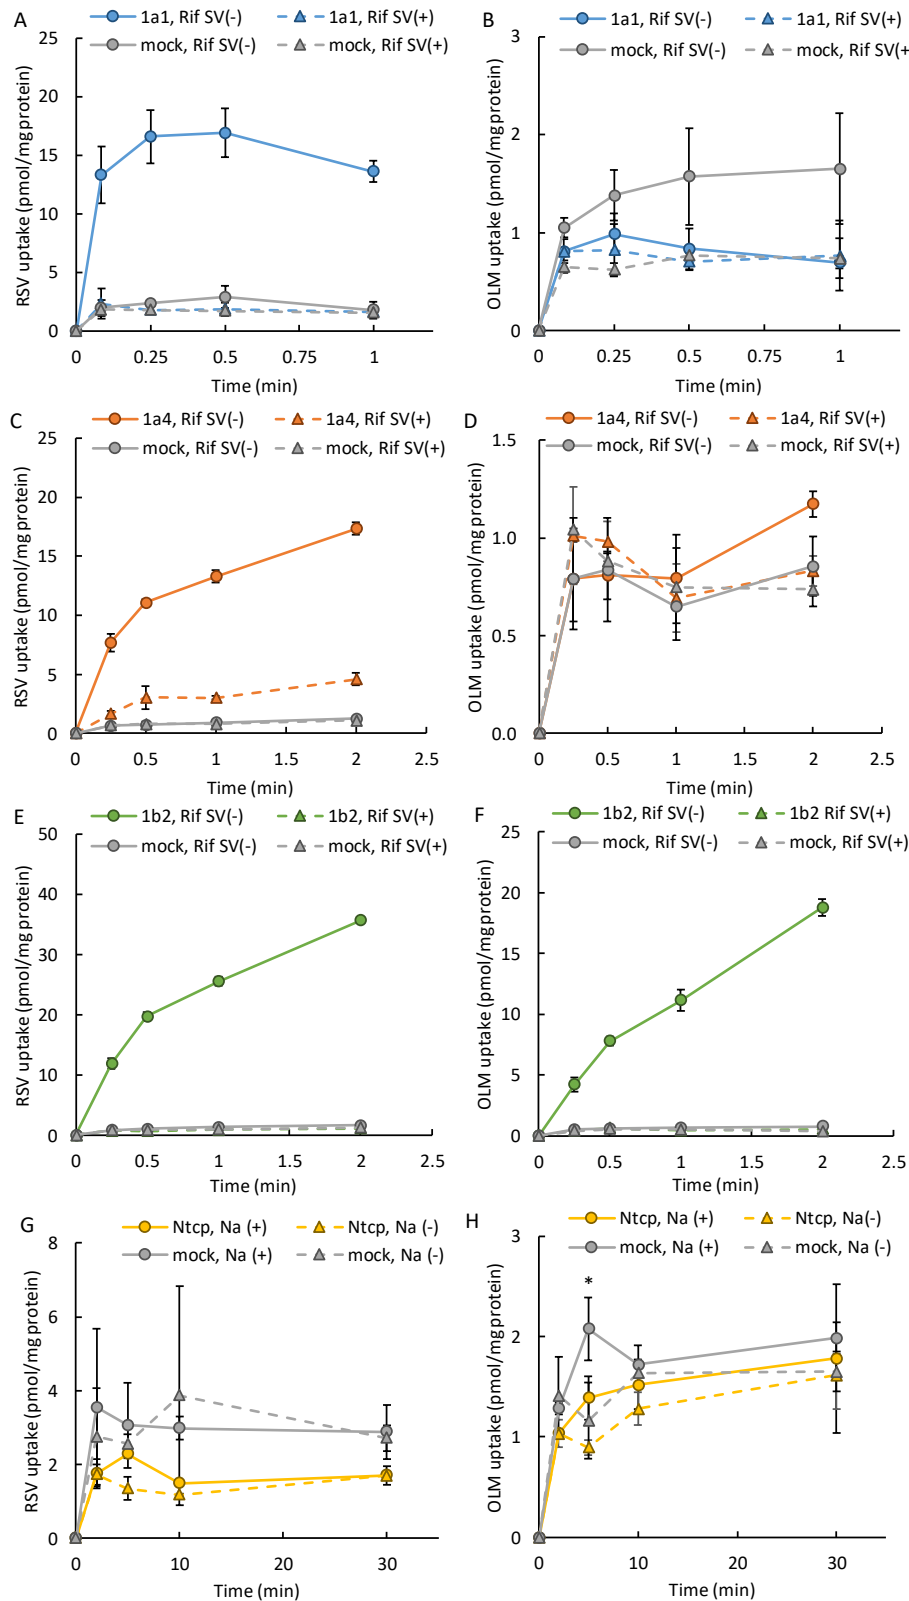 A
1a1, Rif SV(-) 1a1, Rif SV(+)
mock, Rif SV(-) mock, Rif SV(+)
RSV uptake (pmol/mg protein)
25
20
15
10
5
0
0 0.25 0.5 0.75 1
Time (min)
B
1a1, Rif SV(-) 1a1, Rif SV(+)
mock, Rif SV(-) mock, Rif SV(+
OLM uptake (pmol/mg protein)
3
2
1
0
0 0.25 0.5 0.75 1
Time (min)
C
1a4, Rif SV(-) 1a4, Rif SV(+)
mock, Rif SV(-) mock, Rif SV(+)
RSV uptake (pmol/mg protein)
25
20
15
10
5
0
0 0.5 1 1.5 2 2.5
Time (min)
D
1a4, Rif SV(-) 1a4, Rif SV(+)
mock, Rif SV(-) mock, Rif SV(+)
OLM uptake (pmol/mg protein)
1.5
1.0
0.5
0.0
0 0.5 1 1.5 2 2.5
Time (min)
E
1b2, Rif SV(-) 1b2, Rif SV(+)
mock, Rif SV(-) mock, Rif SV(+)
RSV uptake (pmol/mg protein)
50
40
30
20
10
0
0 0.5 1 1.5 2 2.5
Time (min)
F
1b2, Rif SV(-) 1b2 Rif SV(+)
mock, Rif SV(-) mock, Rif SV(+)
OLM uptake (pmol/mg protein)
25
20
15
10
5
0
0 0.5 1 1.5 2 2.5
Time (min)
G
Ntcp, Na (+) Ntcp, Na (-)
mock, Na (+) mock, Na (-)
RSV uptake (pmol/mg protein)
8
6
4
2
0
0 10 20 30
Time (min)
H
Ntcp, Na (+) Ntcp, Na(-)
mock, Na (+) mock, Na (-)
OLM uptake (pmol/mg protein)
3
2
1
0
*
0 10 20 30
Time (min)